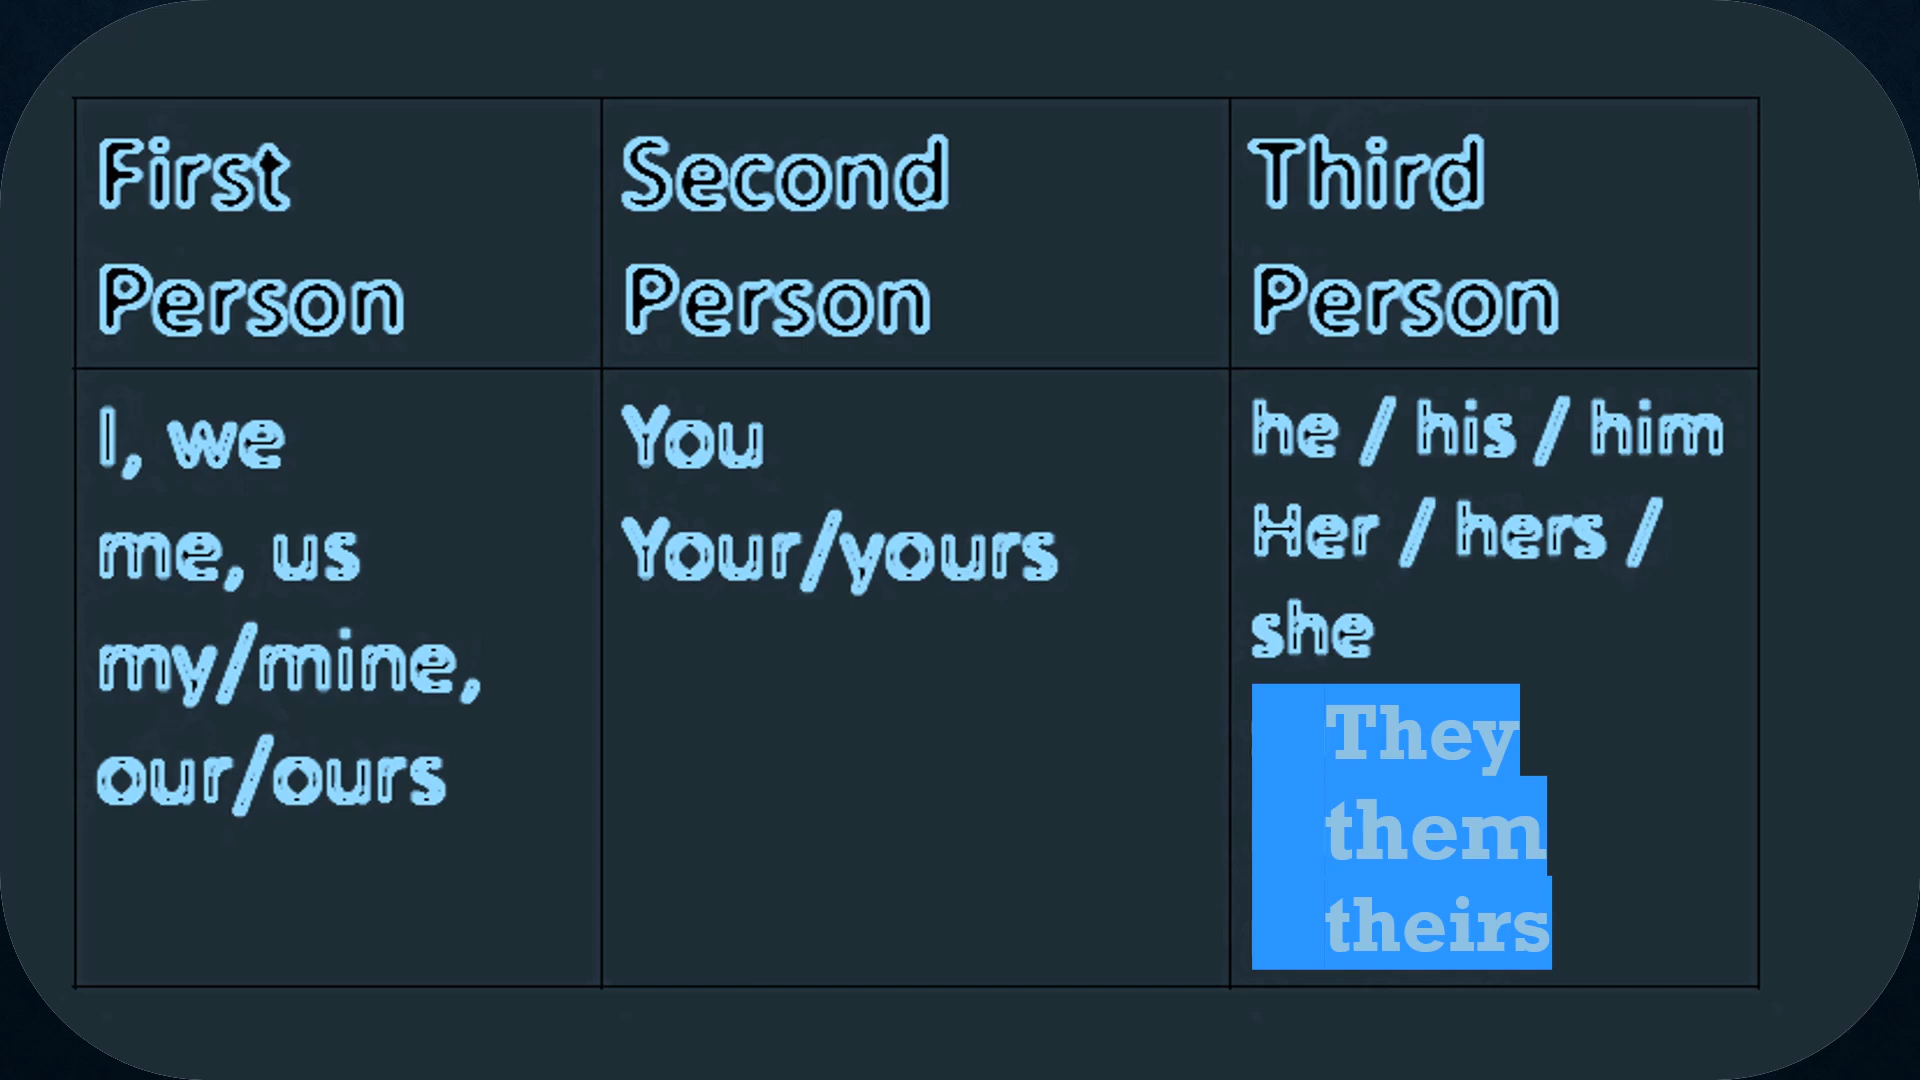 First
Person
Second
Person
Third
Person
I, we
me, us
my/mine,
our/ours
You
Your/yours
he / his / him
Her / hers /
she
They
them
theirs